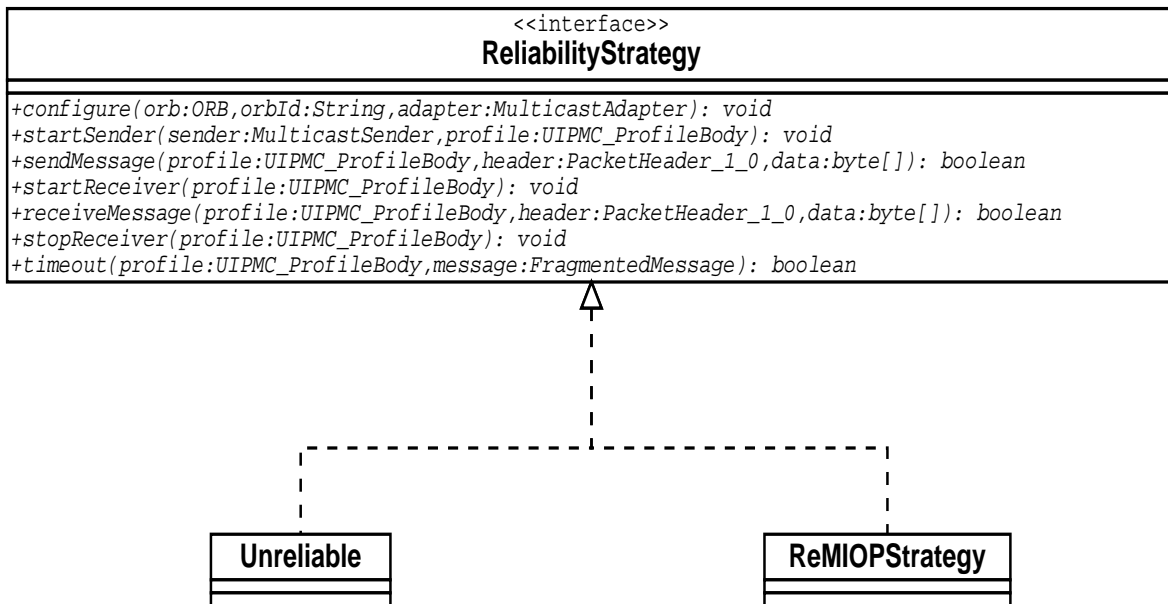 <<interface>>
ReliabilityStrategy
+configure(orb:ORB,orbId:String,adapter:MulticastAdapter): void
+startSender(sender:MulticastSender,profile:UIPMC_ProfileBody): void
+sendMessage(profile:UIPMC_ProfileBody,header:PacketHeader_1_0,data:byte[]): boolean
+startReceiver(profile:UIPMC_ProfileBody): void
+receiveMessage(profile:UIPMC_ProfileBody,header:PacketHeader_1_0,data:byte[]): boolean
+stopReceiver(profile:UIPMC_ProfileBody): void
+timeout(profile:UIPMC_ProfileBody,message:FragmentedMessage): boolean
Unreliable
ReMIOPStrategy